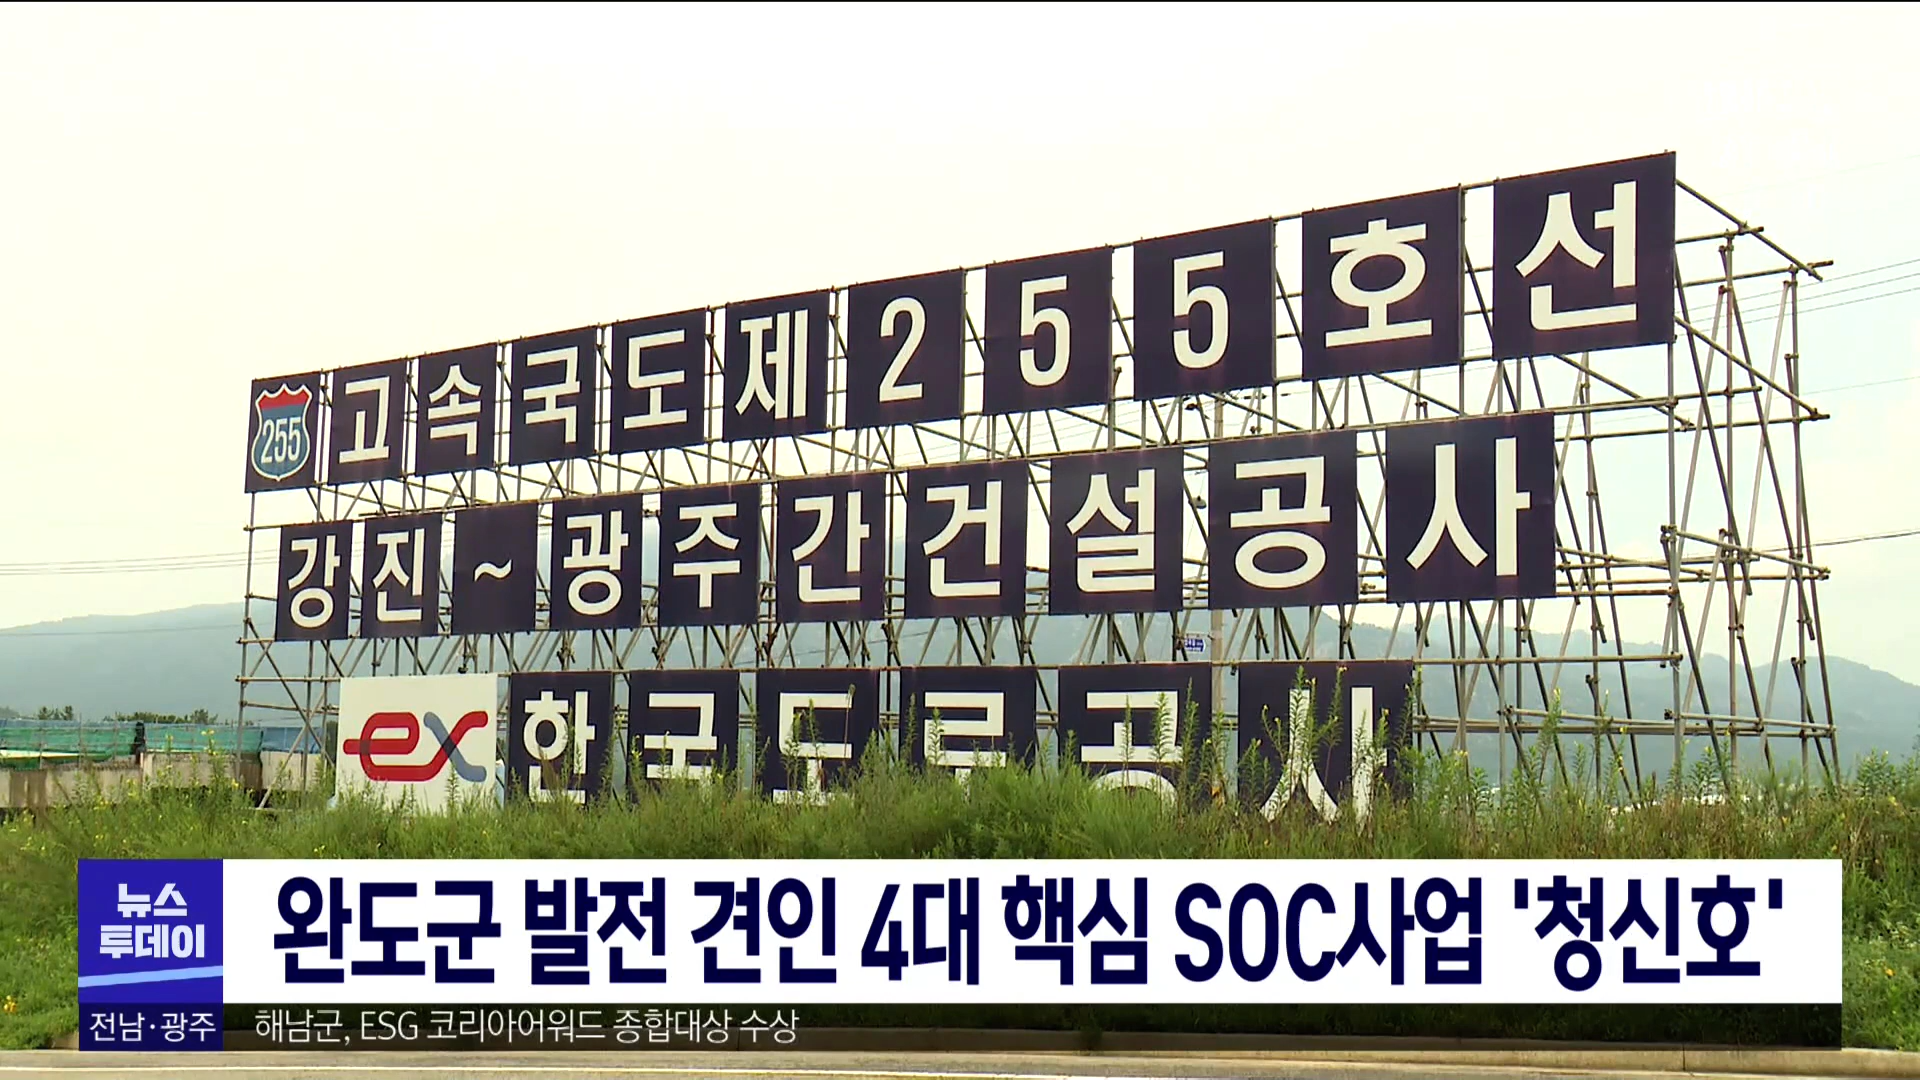 255 고속국도제255호선
강진~광주간건설공사
ex 한국도로공사
뉴스
투데이
완도군 발전 견인 4대 핵심 SOC사업 '청신호'
전남·광주
해남군, ESG 코리아어워드 종합대상 수상